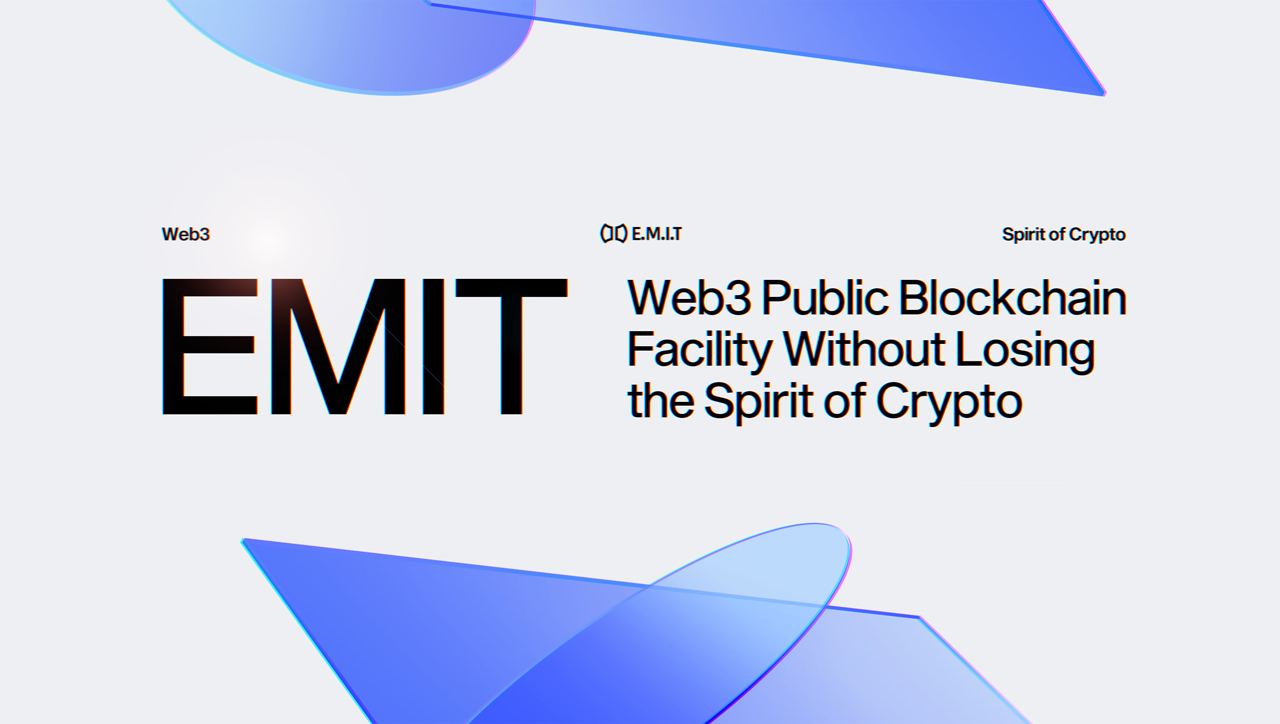 Web3
E.M.I.T
Spirit of Crypto
EMIT
Web3 Public Blockchain
Facility Without Losing
the Spirit of Crypto